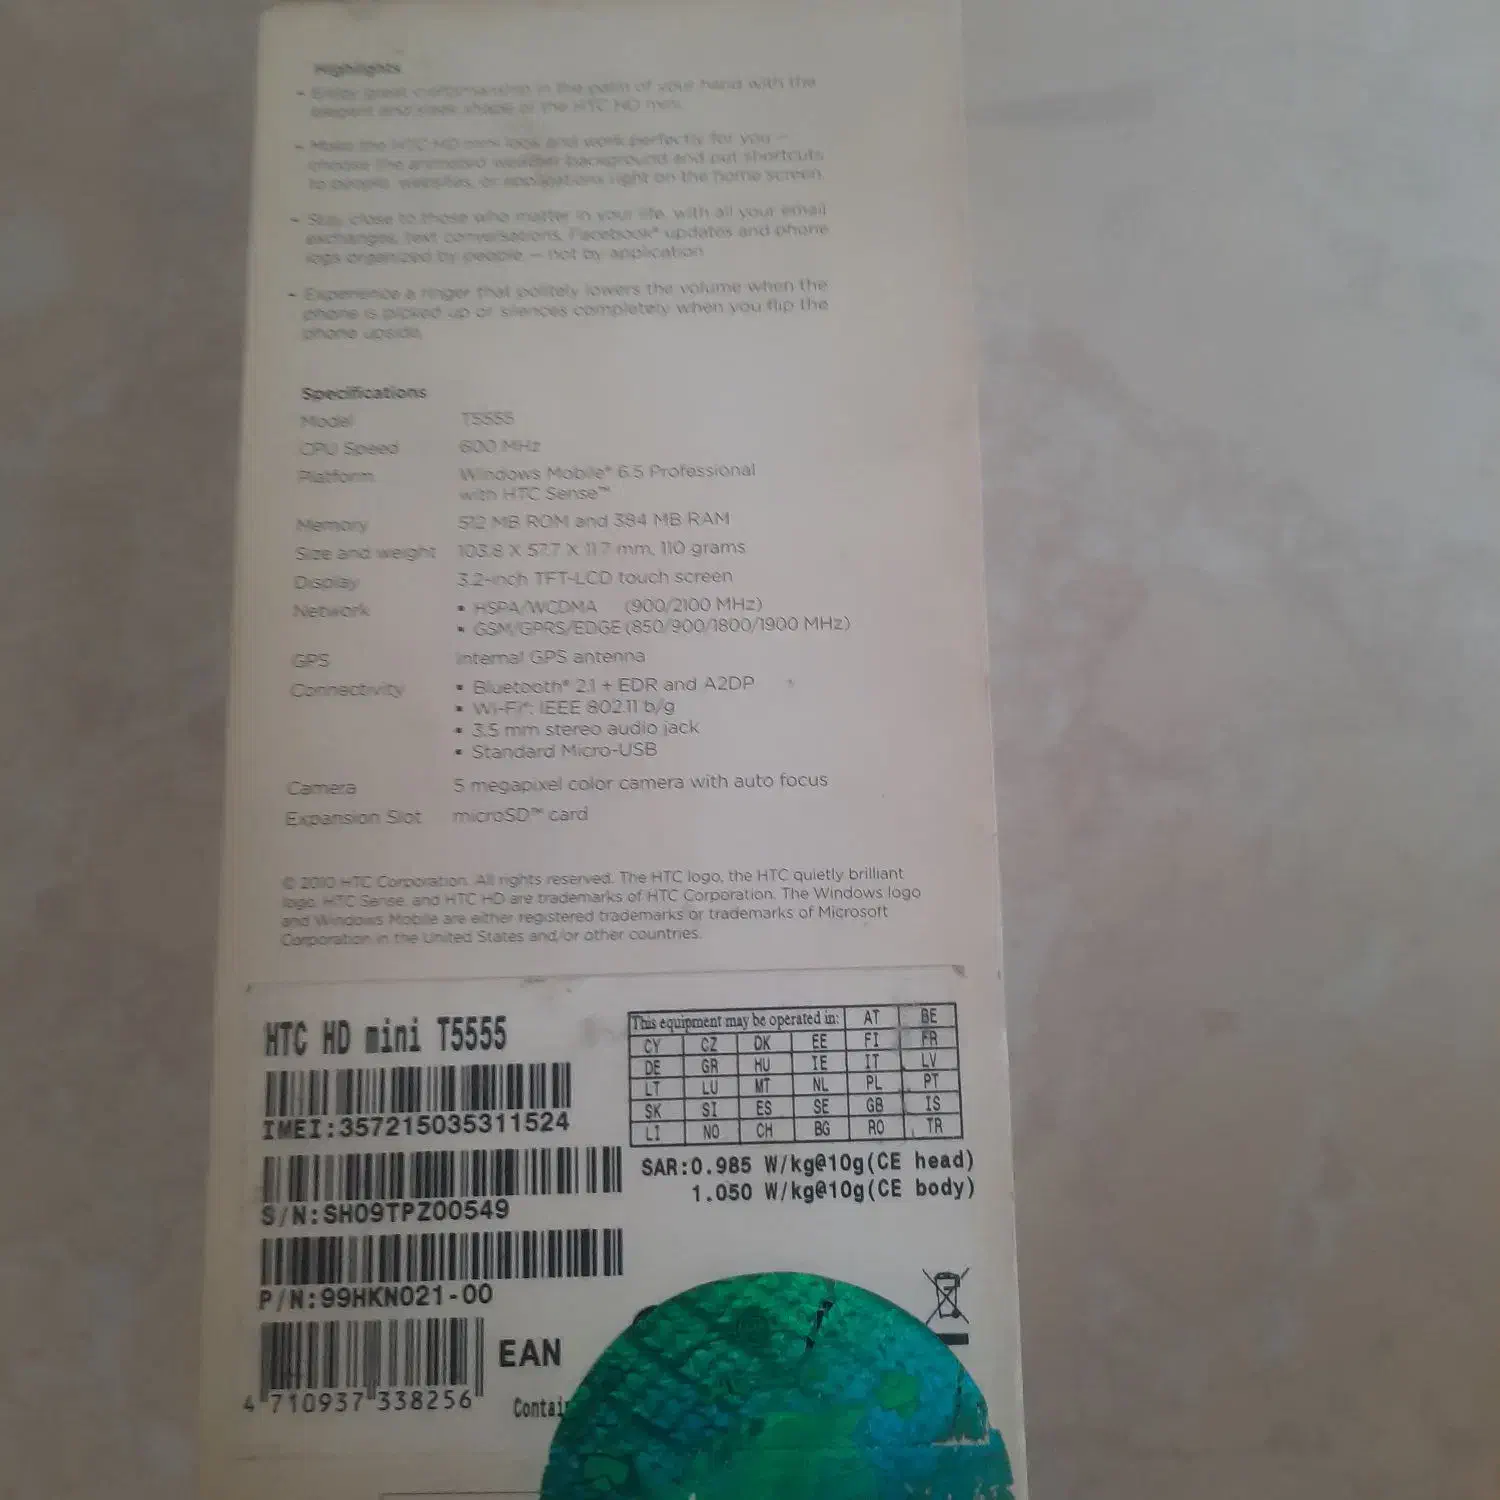 Highlights
- Enjoy great craftsmanship in the palm of your hand with the
elegant and sleek shape of the HTC HD mini.
- Make the HTC HD mini look and work perfectly for you –
choose the animated weather background and put shortcuts
to people, websites, or applications right on the home screen.
- Stay close to those who matter in your life, with all your email
exchanges, text conversations, Facebook® updates and phone
logs organized by people – not by application.
- Experience a ringer that politely lowers the volume when the
phone is picked up or silences completely when you flip the
phone upside.
Specifications
Model T5555
CPU Speed 600 MHz
Platform Windows Mobile® 6.5 Professional
with HTC Sense™
Memory 512 MB ROM and 384 MB RAM
Size and weight 103.8 X 57.7 X 11.7 mm, 110 grams
Display 3.2-inch TFT-LCD touch screen
Network • HSPA/WCDMA (900/2100 MHz)
• GSM/GPRS/EDGE (850/900/1800/1900 MHz)
GPS Internal GPS antenna
Connectivity • Bluetooth® 2.1 + EDR and A2DP
• Wi-Fi®: IEEE 802.11 b/g
• 3.5 mm stereo audio jack
• Standard Micro-USB
Camera 5 megapixel color camera with auto focus
Expansion Slot microSD™ card
© 2010 HTC Corporation. All rights reserved. The HTC logo, the HTC quietly brilliant
logo, HTC Sense, and HTC HD are trademarks of HTC Corporation. The Windows logo
and Windows Mobile are either registered trademarks or trademarks of Microsoft
Corporation in the United States and/or other countries.
HTC HD mini T5555
IMEI:357215035311524
S/N:SH09TPZ00549
P/N:99HKN021-00
EAN
4 710937 338256
Contai
This equipment may be operated in: AT BE
CY CZ DK EE FI FR
DE GR HU IE IT LV
LT LU MT NL PL PT
SK SI ES SE GB IS
LI NO CH BG RO TR
SAR:0.985 W/kg@10g(CE head)
1.050 W/kg@10g(CE body)